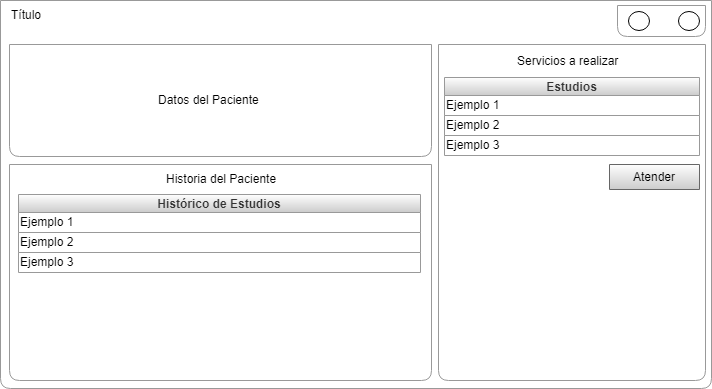 Título
Datos del Paciente
Historia del Paciente
Histórico de Estudios
Ejemplo 1
Ejemplo 2
Ejemplo 3
Servicios a realizar
Estudios
Ejemplo 1
Ejemplo 2
Ejemplo 3
Atender